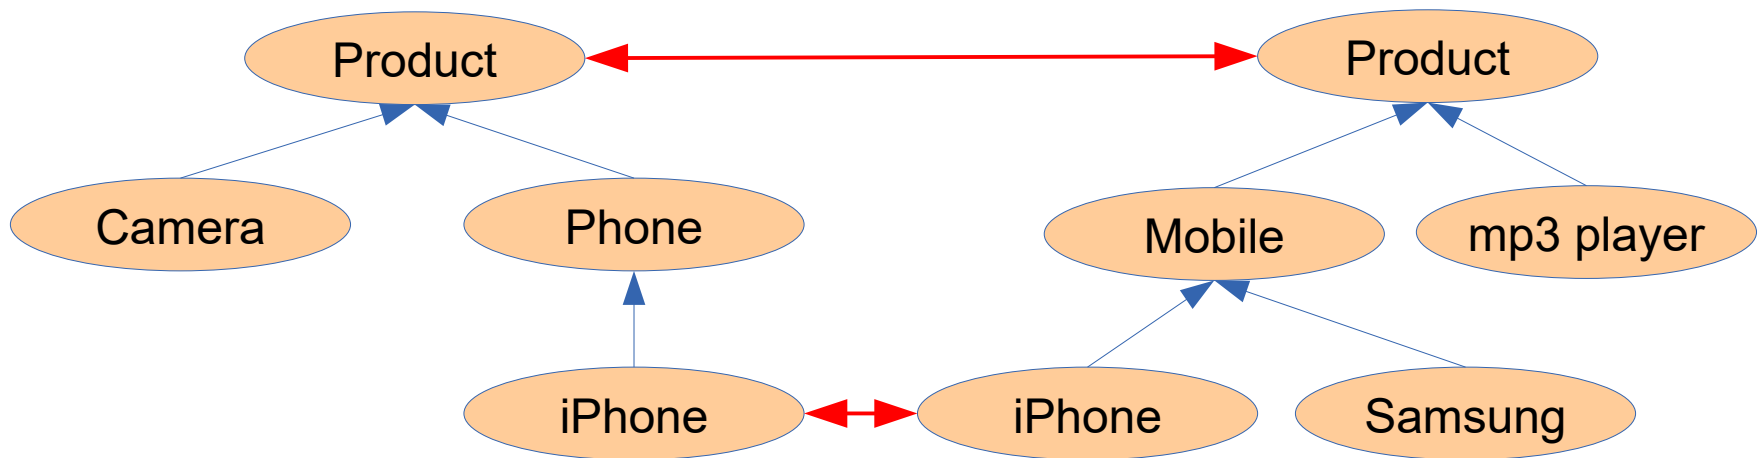 Product
Product
Camera
Phone
Mobile
mp3 player
iPhone
iPhone
Samsung